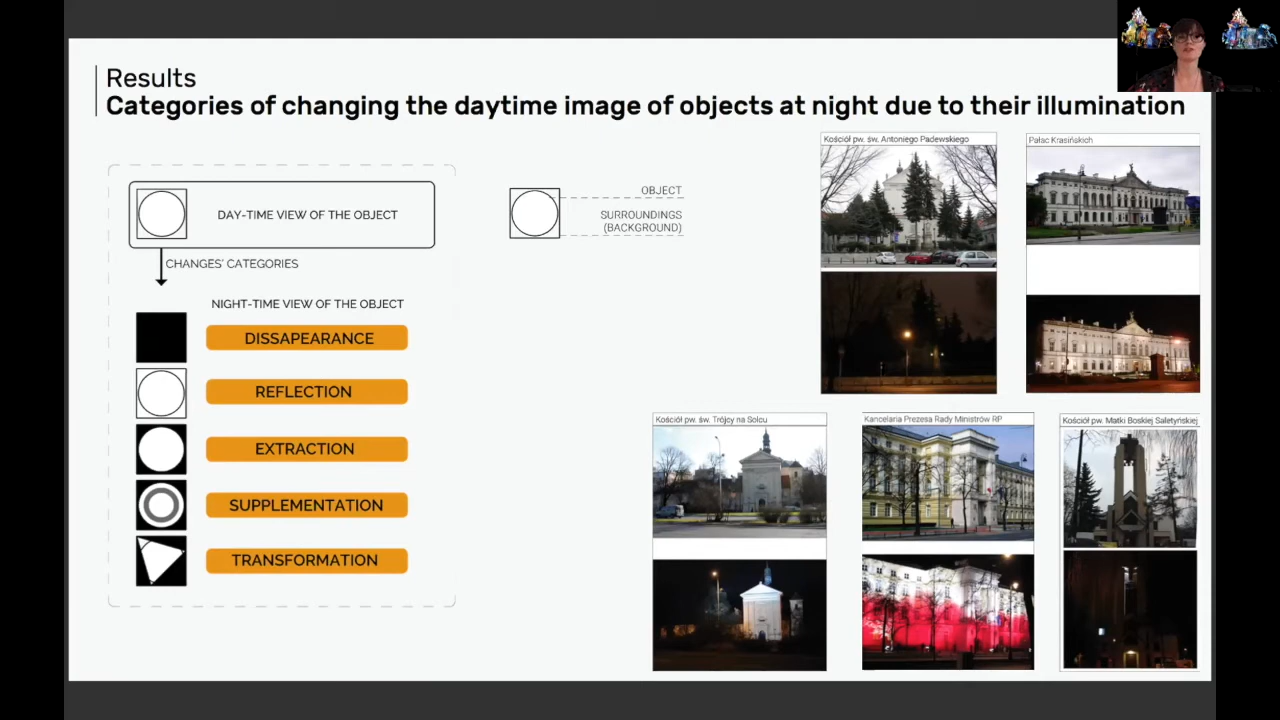 Results
Categories of changing the daytime image of objects at night due to their illumination
DAY-TIME VIEW OF THE OBJECT
CHANGES' CATEGORIES
NIGHT-TIME VIEW OF THE OBJECT
DISSAPEARANCE
REFLECTION
EXTRACTION
SUPPLEMENTATION
TRANSFORMATION
OBJECT
SURROUNDINGS
(BACKGROUND)
Kościół pw. św. Antoniego Padewskiego
Pałac Krasińskich
Kościół pw. św. Trójcy na Solcu
Kancelaria Prezesa Rady Ministrów RP
Kościół pw. Matki Boskiej Saletyńskiej